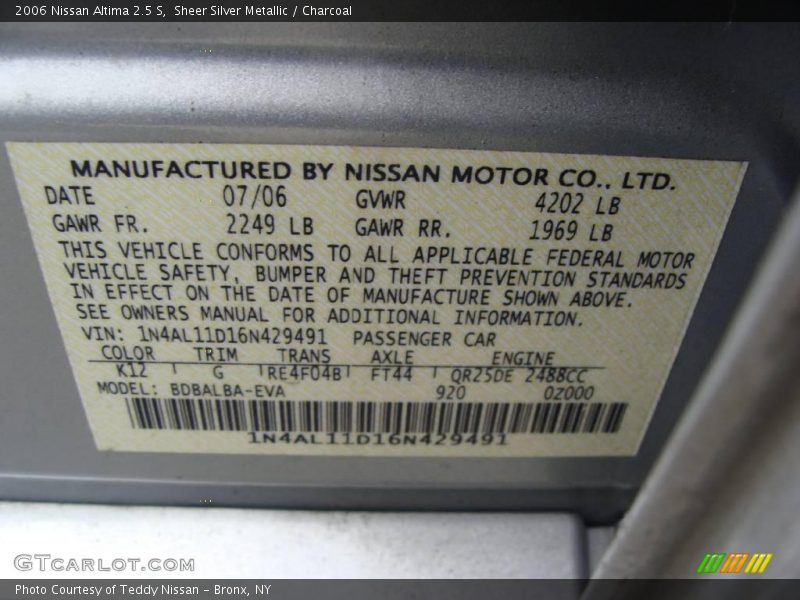 2006 Nissan Altima 2.5 S,  Sheer Silver Metallic / Charcoal
MANUFACTURED BY NISSAN MOTOR CO., LTD.
DATE 07/06 GVWR 4202 LB
GAWR FR. 2249 LB GAWR RR. 1969 LB
THIS VEHICLE CONFORMS TO ALL APPLICABLE FEDERAL MOTOR
VEHICLE SAFETY, BUMPER AND THEFT PREVENTION STANDARDS
IN EFFECT ON THE DATE OF MANUFACTURE SHOWN ABOVE.
SEE OWNERS MANUAL FOR ADDITIONAL INFORMATION.
VIN: 1N4AL11D16N429491 PASSENGER CAR
COLOR TRIM TRANS AXLE ENGINE
K12 G RE4F04B FT44 QR25DE 2488CC
MODEL: BDBALBA-EVA 920 0Z000
1N4AL11D16N429491
GTCARLOT.COM
Photo Courtesy of Teddy Nissan - Bronx, NY